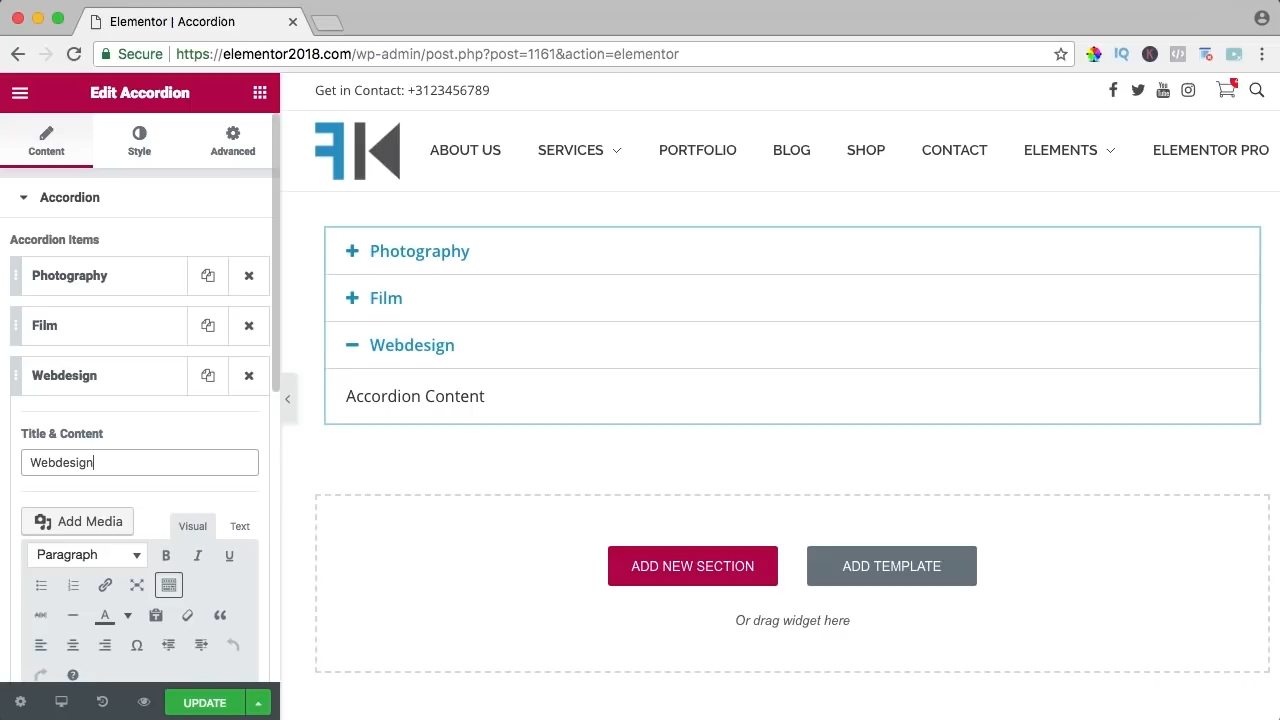 Elementor | Accordion
Secure | https://elementor2018.com/wp-admin/post.php?post=1161&action=elementor
Edit Accordion
Get in Contact: +3123456789
Content Style Advanced
FK
ABOUT US SERVICES PORTFOLIO BLOG SHOP CONTACT ELEMENTS ELEMENTOR PRO
Accordion
Accordion Items
Photography
Film
Webdesign
Title & Content
Webdesign
Add Media
Visual Text
Paragraph
B I U
ABC A
UPDATE
Photography
Film
Webdesign
Accordion Content
ADD NEW SECTION ADD TEMPLATE
Or drag widget here